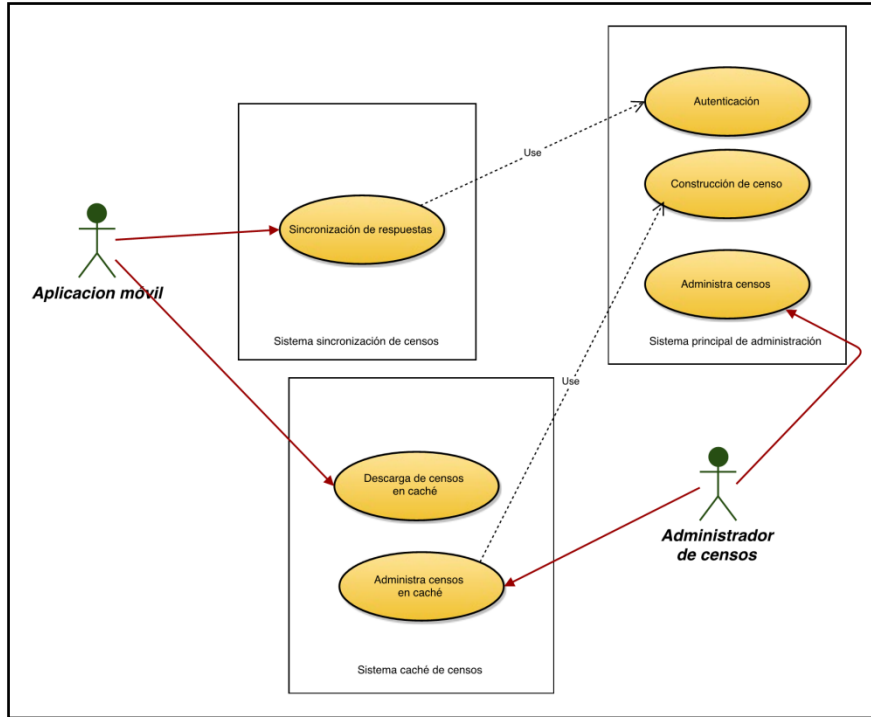 Autenticación
Use
Construcción de censo
Sincronización de respuestas
Administra censos
Aplicacion móvil
Sistema sincronización de censos
Sistema principal de administración
Use
Descarga de censos
en caché
Administrador
de censos
Administra censos
en caché
Sistema caché de censos